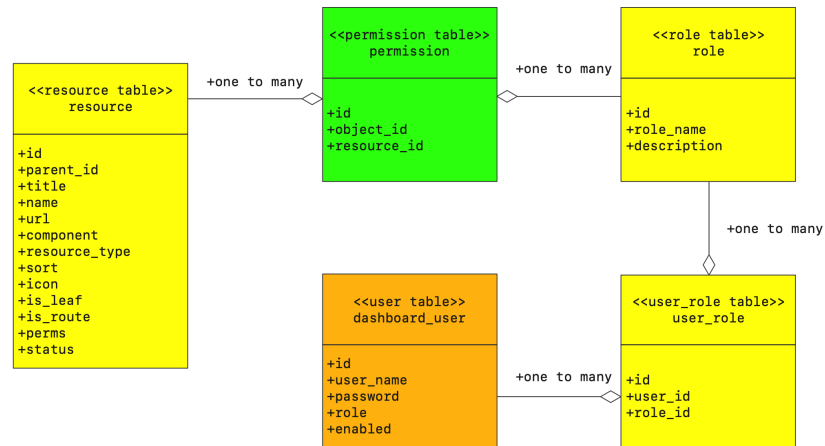 <<resource table>>
resource
+id
+parent_id
+title
+name
+url
+component
+resource_type
+sort
+icon
+is_leaf
+is_route
+perms
+status
+one to many
<<permission table>>
permission
+id
+object_id
+resource_id
+one to many
<<role table>>
role
+id
+role_name
+description
+one to many
<<user table>>
dashboard_user
+id
+user_name
+password
+role
+enabled
+one to many
<<user_role table>>
user_role
+id
+user_id
+role_id